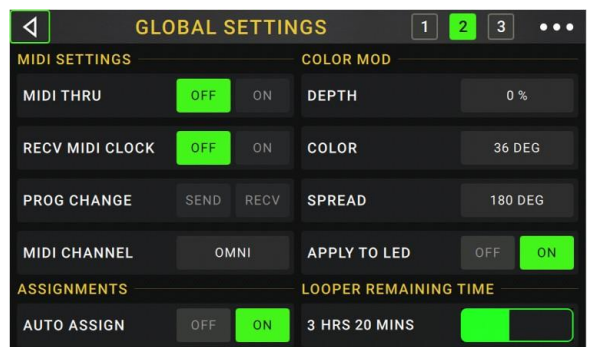 GLOBAL SETTINGS 1 2 3
MIDI SETTINGS
MIDI THRU OFF ON
RECV MIDI CLOCK OFF ON
PROG CHANGE SEND RECV
MIDI CHANNEL OMNI
ASSIGNMENTS
AUTO ASSIGN OFF ON
COLOR MOD
DEPTH 0 %
COLOR 36 DEG
SPREAD 180 DEG
APPLY TO LED OFF ON
LOOPER REMAINING TIME
3 HRS 20 MINS